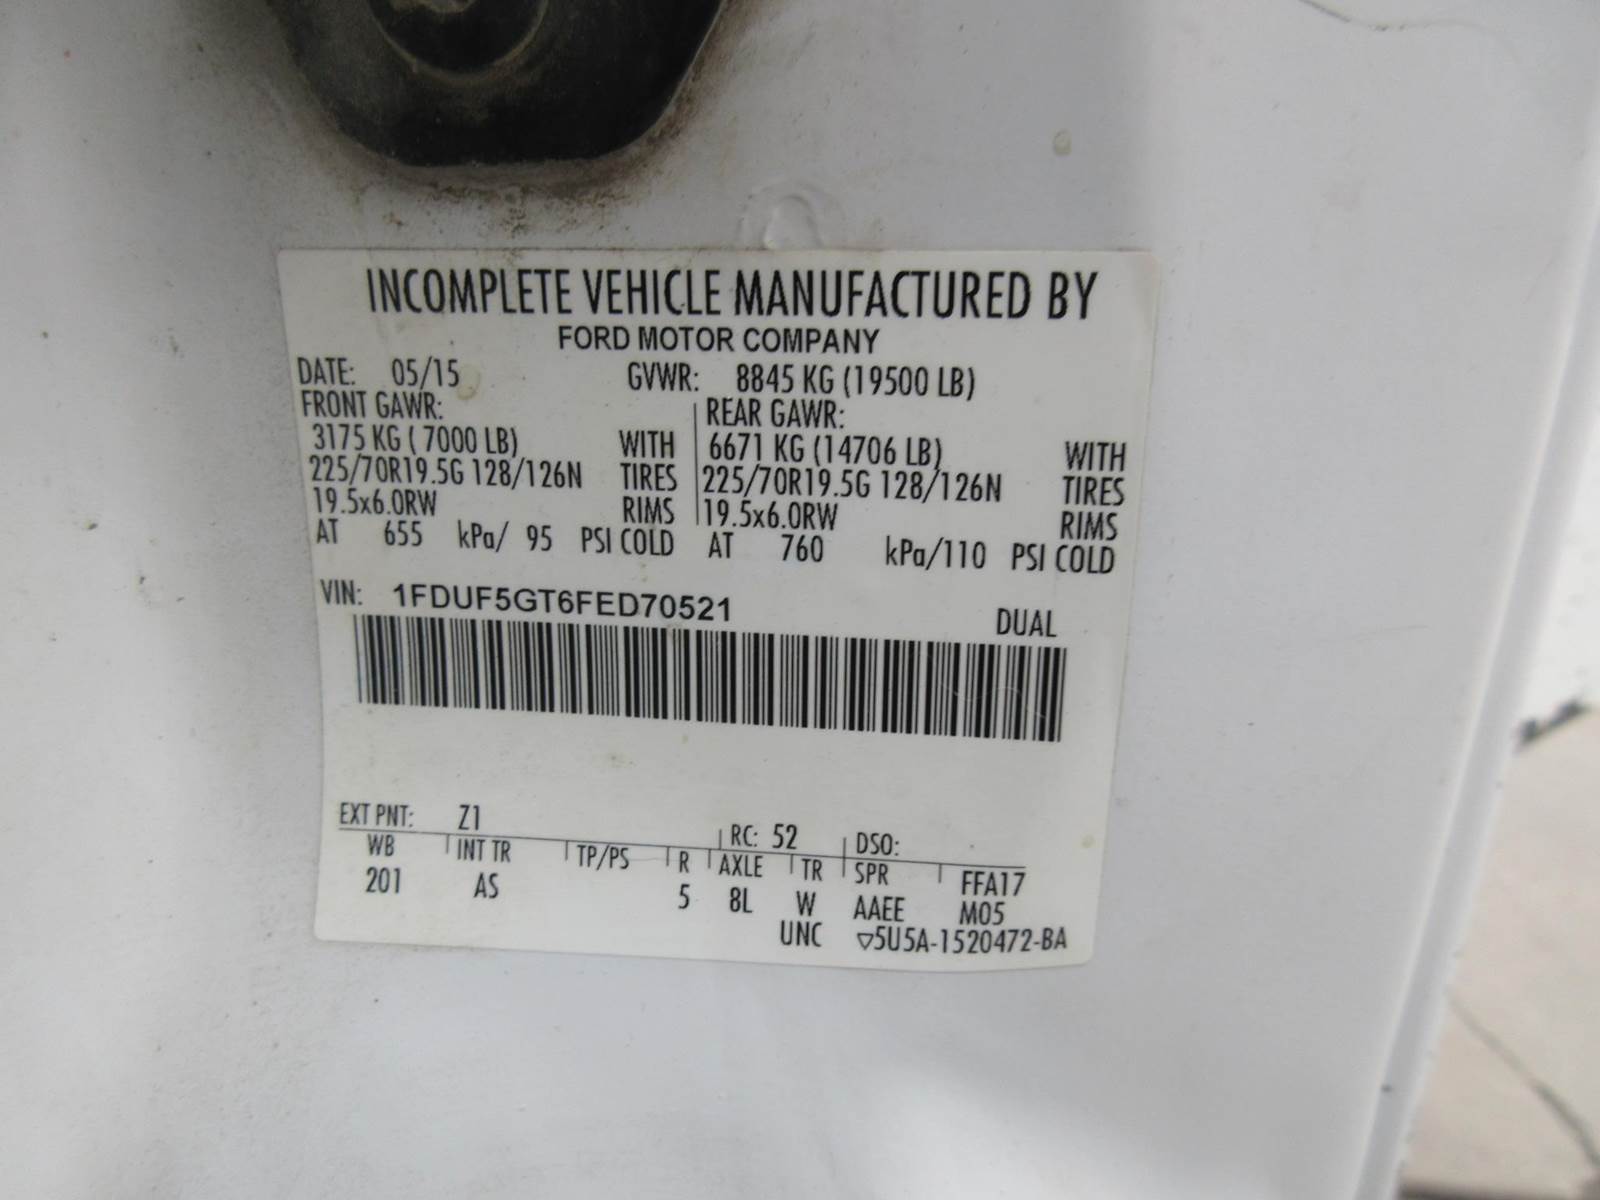 INCOMPLETE VEHICLE MANUFACTURED BY
FORD MOTOR COMPANY
DATE: 05/15 GVWR: 8845 KG (19500 LB)
FRONT GAWR: REAR GAWR:
3175 KG ( 7000 LB) WITH 6671 KG (14706 LB) WITH
225/70R19.5G 128/126N TIRES 225/70R19.5G 128/126N TIRES
19.5x6.0RW RIMS 19.5x6.0RW RIMS
AT 655 kPa/ 95 PSI COLD AT 760 kPa/110 PSI COLD
VIN: 1FDUF5GT6FED70521 DUAL
EXT PNT: Z1 RC: 52 DSO:
WB INT TR TP/PS R AXLE TR SPR FFA17
201 AS 5 8L W AAEE M05
UNC ▽5U5A-1520472-BA